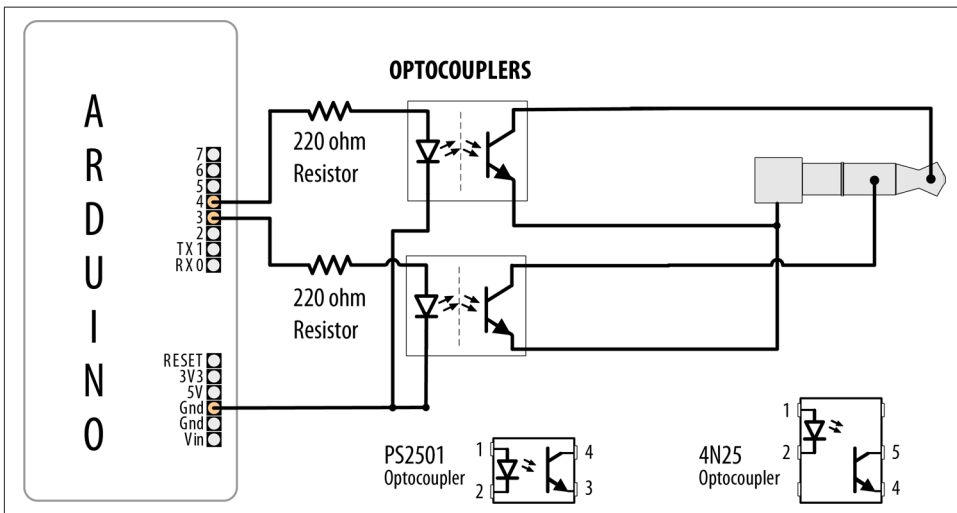 OPTOCOUPLERS
ARDUINO
220 ohm
Resistor
7
6
5
4
3
2
TX 1
RX 0
220 ohm
Resistor
RESET
3V3
5V
Gnd
Gnd
Vin
PS2501
Optocoupler
1
2
4
3
4N25
Optocoupler
1
2
5
4